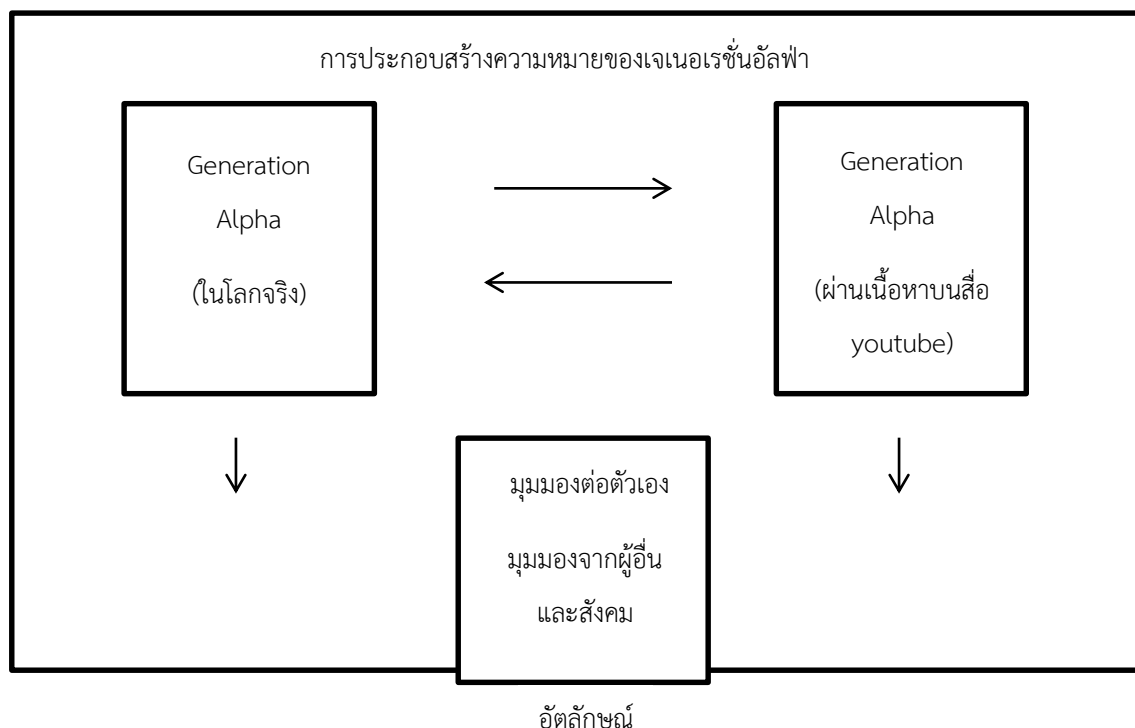 การประกอบสร้างความหมายของเจเนอเรชั่นอัลฟ่า
Generation
Alpha
(ในโลกจริง)
Generation
Alpha
(ผ่านเนื้อหาบนสื่อ
youtube)
มุมมองต่อตัวเอง
มุมมองจากผู้อื่น
และสังคม
อัตลักษณ์